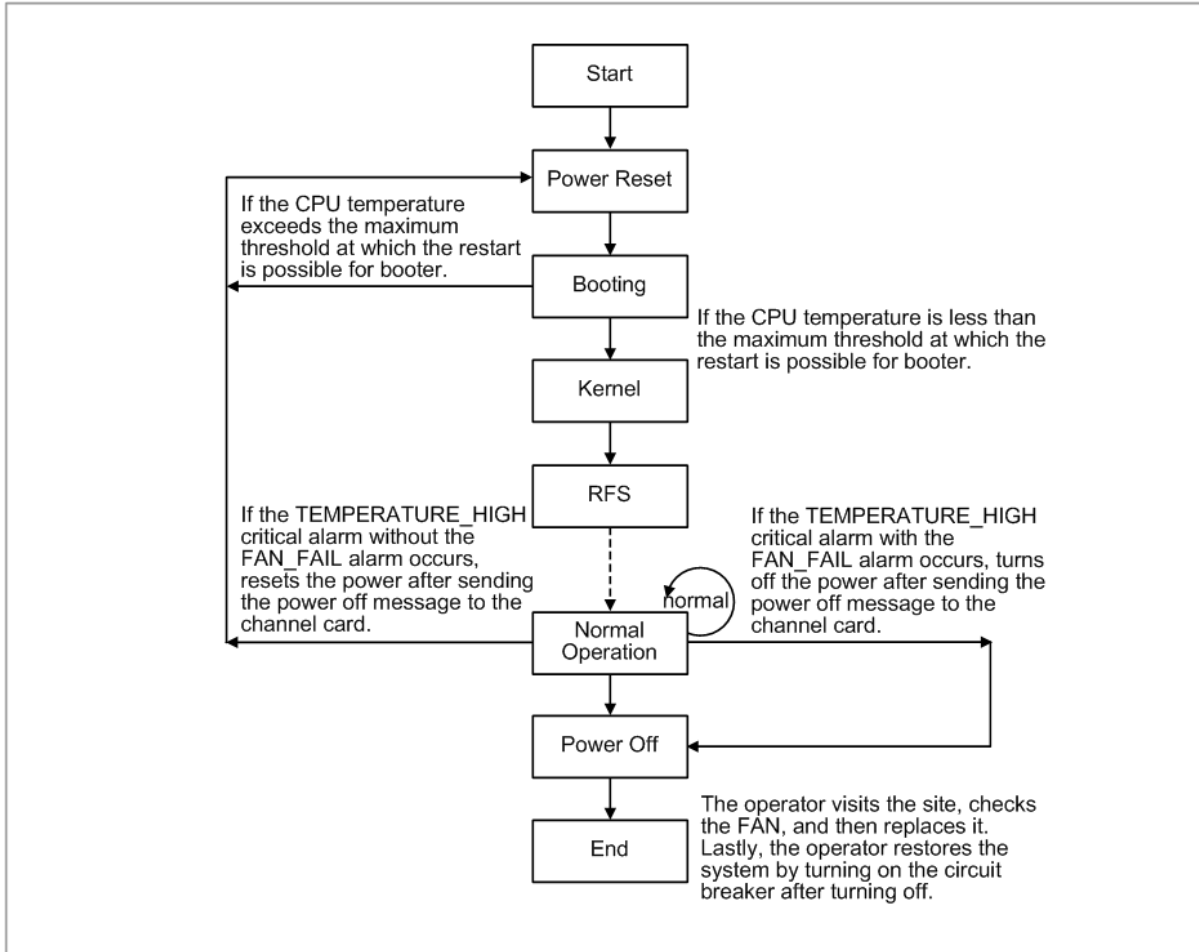 Start
Power Reset
If the CPU temperature
exceeds the maximum
threshold at which the restart
is possible for booter.
Booting
If the CPU temperature is less than
the maximum threshold at which the
restart is possible for booter.
Kernel
RFS
If the TEMPERATURE_HIGH
critical alarm without the
FAN_FAIL alarm occurs,
resets the power after sending
the power off message to the
channel card.
If the TEMPERATURE_HIGH
critical alarm with the
FAN_FAIL alarm occurs, turns
off the power after sending the
power off message to the
channel card.
normal
Normal
Operation
Power Off
The operator visits the site, checks
the FAN, and then replaces it.
Lastly, the operator restores the
system by turning on the circuit
breaker after turning off.
End